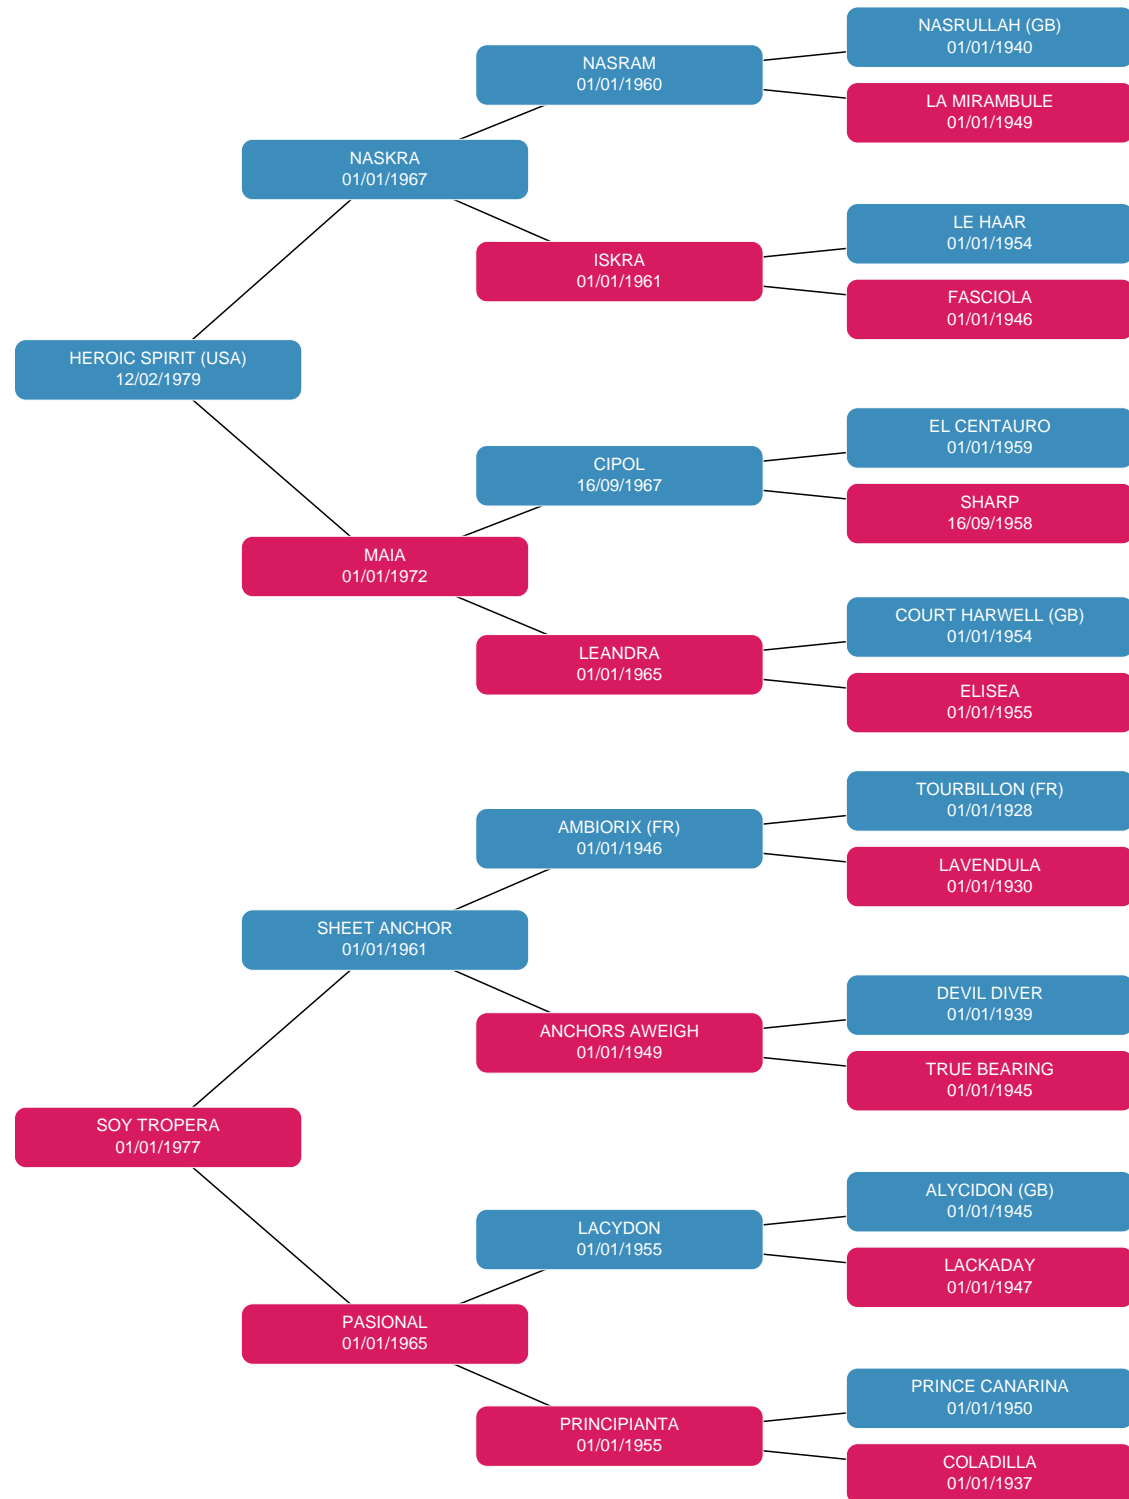 NASRULLAH (GB)
01/01/1940
NASRAM
01/01/1960
LA MIRAMBULE
01/01/1949
NASKRA
01/01/1967
LE HAAR
01/01/1954
ISKRA
01/01/1961
FASCIOLA
01/01/1946
HEROIC SPIRIT (USA)
12/02/1979
EL CENTAURO
01/01/1959
CIPOL
16/09/1967
SHARP
16/09/1958
MAIA
01/01/1972
COURT HARWELL (GB)
01/01/1954
LEANDRA
01/01/1965
ELISEA
01/01/1955
TOURBILLON (FR)
01/01/1928
AMBIORIX (FR)
01/01/1946
LAVENDULA
01/01/1930
SHEET ANCHOR
01/01/1961
DEVIL DIVER
01/01/1939
ANCHORS AWEIGH
01/01/1949
TRUE BEARING
01/01/1945
SOY TROPERA
01/01/1977
ALYCIDON (GB)
01/01/1945
LACYDON
01/01/1955
LACKADAY
01/01/1947
PASIONAL
01/01/1965
PRINCE CANARINA
01/01/1950
PRINCIPIANTA
01/01/1955
COLADILLA
01/01/1937